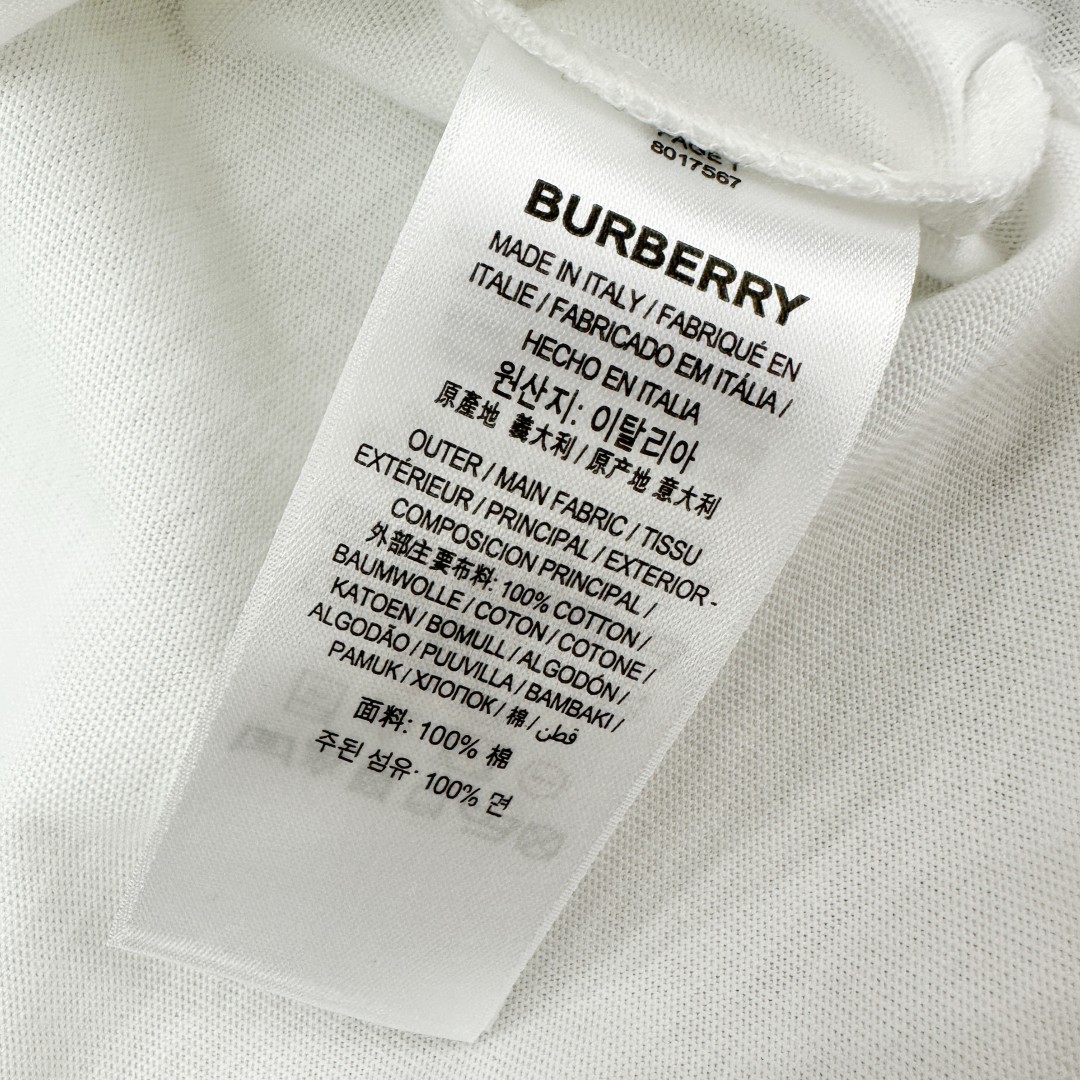 PAGE 1
8017567
BURBERRY
MADE IN ITALY / FABRIQUÉ EN
ITALIE / FABRICADO EM ITÁLIA /
HECHO EN ITALIA
원산지: 이탈리아
原產地 義大利 / 原产地 意大利
OUTER / MAIN FABRIC / TISSU
EXTÉRIEUR / PRINCIPAL / EXTERIOR -
COMPOSICION PRINCIPAL /
外部主要布料: 100% COTTON /
BAUMWOLLE / COTON / COTONE /
KATOEN / BOMULL / ALGODÓN /
ALGODÃO / PUUVILLA / BAMBAKI /
PAMUK / ХЛОПОК / 棉 / قطن
面料: 100% 棉
주된 섬유: 100% 면